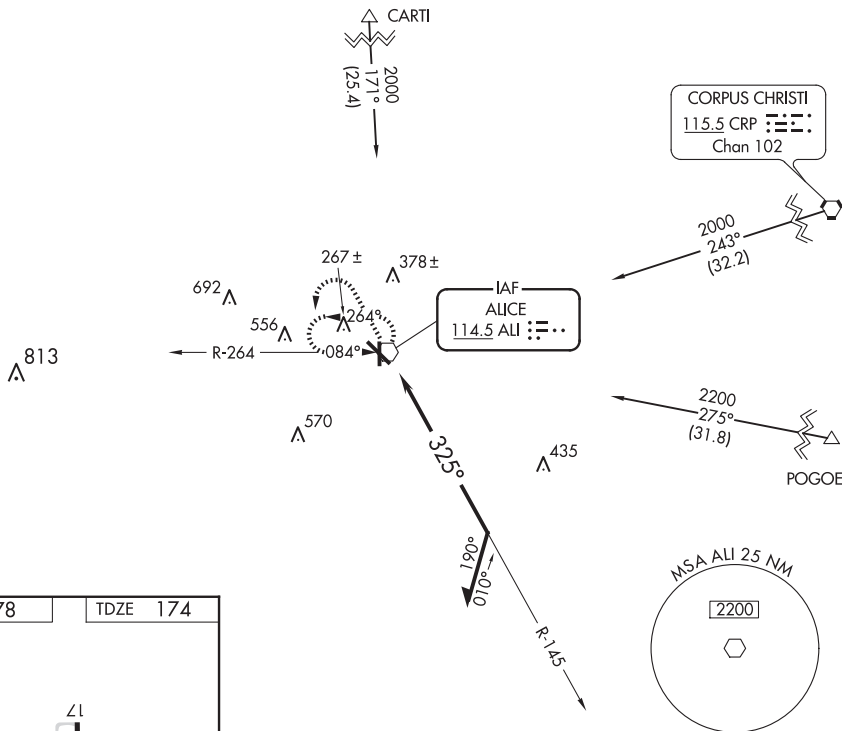 CARTI
2000
171°
(25.4)
CORPUS CHRISTI
115.5 CRP
Chan 102
2000
243°
(32.2)
267 ±
378 ±
692
264°
556
IAF
ALICE
114.5 ALI
R-264
084°
813
2200
275°
(31.8)
570
325°
435
POGOE
190°
010°
MSA ALI 25 NM
2200
R-145
78
TDZE 174
17